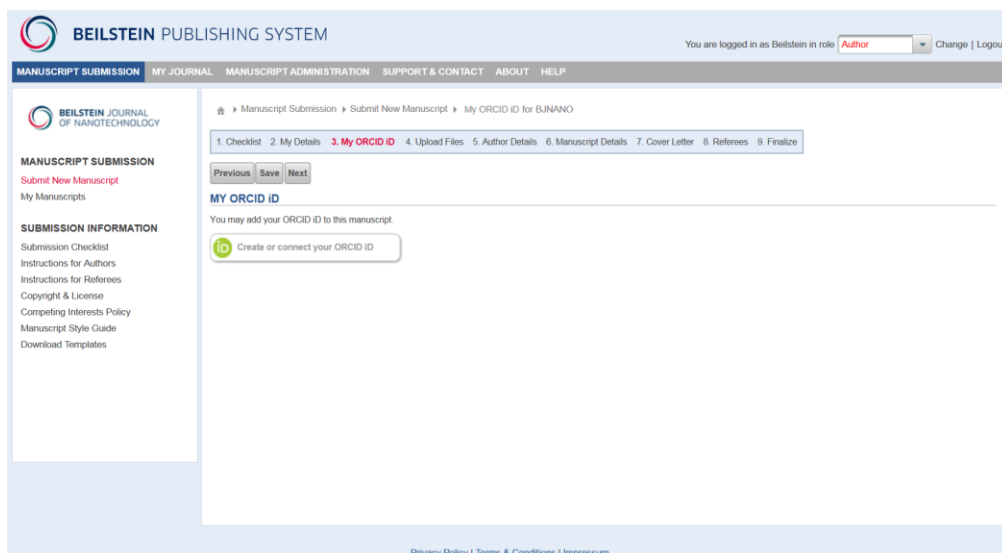 BEILSTEIN PUBLISHING SYSTEM
You are logged in as Beilstein in role Author Change | Logou
MANUSCRIPT SUBMISSION MY JOURNAL MANUSCRIPT ADMINISTRATION SUPPORT & CONTACT ABOUT HELP
BEILSTEIN JOURNAL
OF NANOTECHNOLOGY
MANUSCRIPT SUBMISSION
Submit New Manuscript
My Manuscripts
SUBMISSION INFORMATION
Submission Checklist
Instructions for Authors
Instructions for Referees
Copyright & License
Competing Interests Policy
Manuscript Style Guide
Download Templates
Manuscript Submission Submit New Manuscript My ORCID iD for BJNANO
1. Checklist 2. My Details 3. My ORCID iD 4. Upload Files 5. Author Details 6. Manuscript Details 7. Cover Letter 8. Referees 9. Finalize
Previous Save Next
MY ORCID iD
You may add your ORCID iD to this manuscript.
iD Create or connect your ORCID iD
Privacy Policy | Terms & Conditions | Impressum